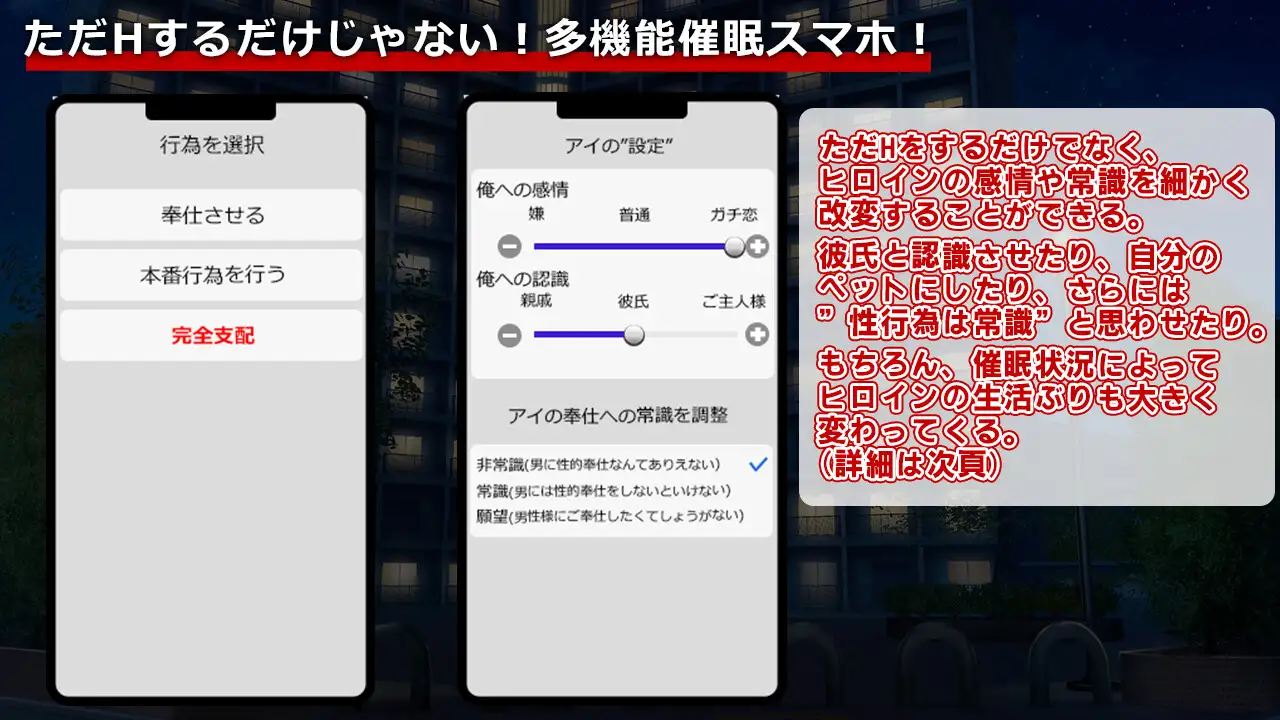 ただHするだけじゃない！多機能催眠スマホ！
行為を選択
奉仕させる
本番行為を行う
完全支配
アイの”設定”
俺への感情
嫌 普通 ガチ恋
俺への認識
親戚 彼氏 ご主人様
アイの奉仕への常識を調整
非常識(男に性的奉仕なんてありえない)
常識(男には性的奉仕をしないといけない)
願望(男性様にご奉仕したくてしょうがない)
ただHをするだけでなく、
ヒロインの感情や常識を細かく
改変することができる。
彼氏と認識させたり、自分の
ペットにしたり、さらには
”性行為は常識”と思わせたり。
もちろん、催眠状況によって
ヒロインの生活ぶりも大きく
変わってくる。
（詳細は次頁）